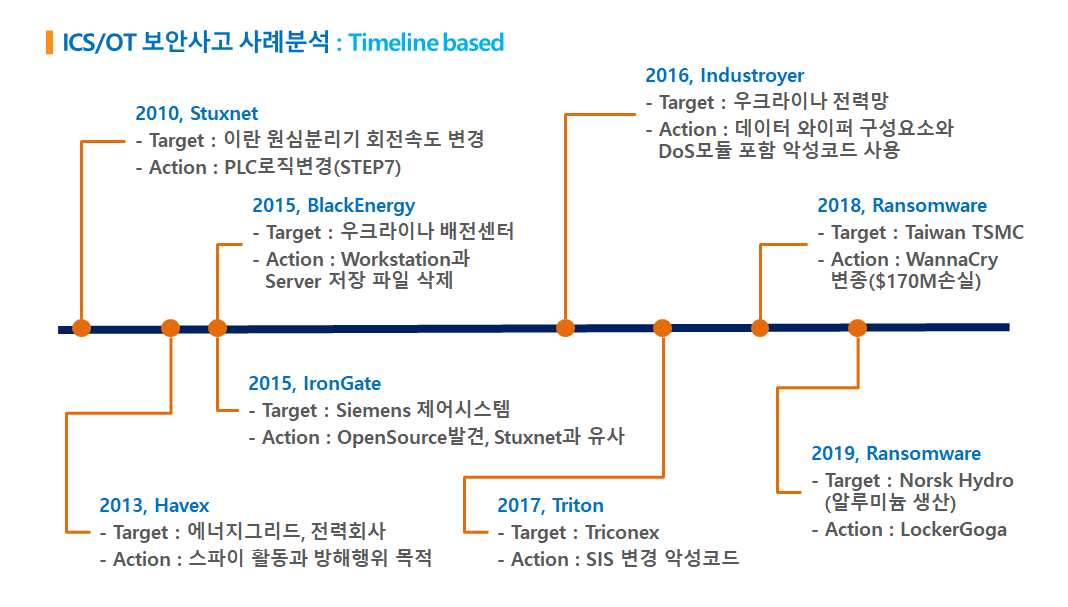 ICS/OT 보안사고 사례분석 : Timeline based
2010, Stuxnet
- Target : 이란 원심분리기 회전속도 변경
- Action : PLC로직변경(STEP7)
2016, Industroyer
- Target : 우크라이나 전력망
- Action : 데이터 와이퍼 구성요소와
DoS모듈 포함 악성코드 사용
2015, BlackEnergy
- Target : 우크라이나 배전센터
- Action : Workstation과
Server 저장 파일 삭제
2018, Ransomware
- Target : Taiwan TSMC
- Action : WannaCry
변종($170M손실)
2015, IronGate
- Target : Siemens 제어시스템
- Action : OpenSource발견, Stuxnet과 유사
2013, Havex
- Target : 에너지그리드, 전력회사
- Action : 스파이 활동과 방해행위 목적
2017, Triton
- Target : Triconex
- Action : SIS 변경 악성코드
2019, Ransomware
- Target : Norsk Hydro
(알루미늄 생산)
- Action : LockerGoga